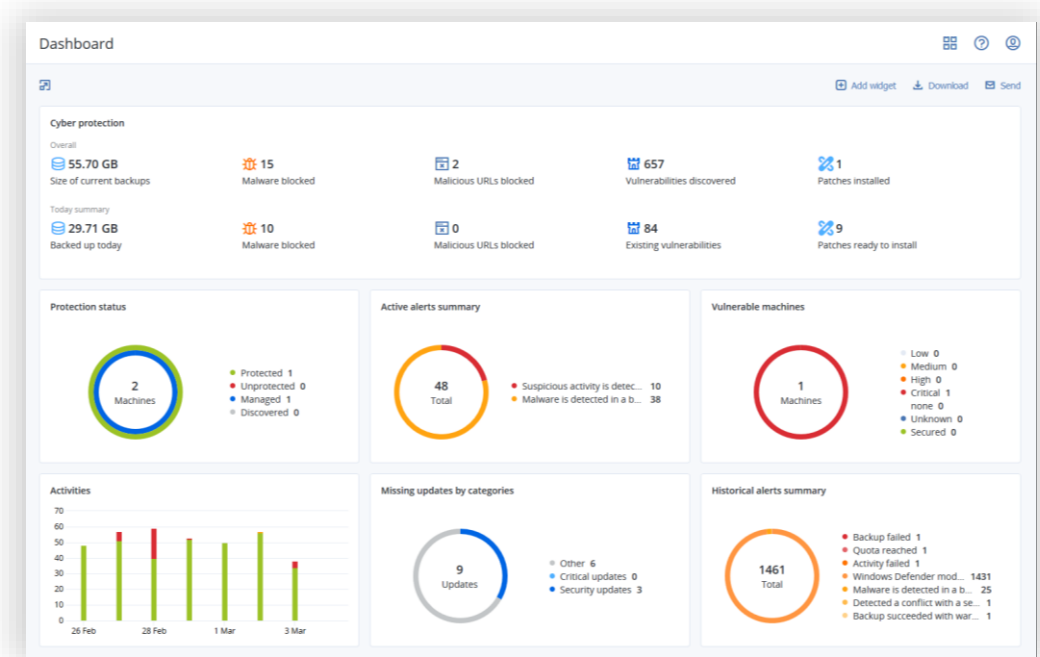 Dashboard
Add widget Download Send
Cyber protection
Overall
55.70 GB 15 2 657 1
Size of current backups Malware blocked Malicious URLs blocked Vulnerabilities discovered Patches installed
Today summary
29.71 GB 10 0 84 9
Backed up today Malware blocked Malicious URLs blocked Existing vulnerabilities Patches ready to install
Protection status
2
Machines
Protected 1
Unprotected 0
Managed 1
Discovered 0
Active alerts summary
48
Total
Suspicious activity is detec... 10
Malware is detected in a b... 38
Vulnerable machines
1
Machines
Low 0
Medium 0
High 0
Critical 1
none 0
Unknown 0
Secured 0
Activities
70
60
50
40
30
20
10
0
26 Feb 28 Feb 1 Mar 3 Mar
Missing updates by categories
9
Updates
Other 6
Critical updates 0
Security updates 3
Historical alerts summary
1461
Total
Backup failed 1
Quota reached 1
Activity failed 1
Windows Defender mod... 1431
Malware is detected in a b... 25
Detected a conflict with a se... 1
Backup succeeded with war... 1